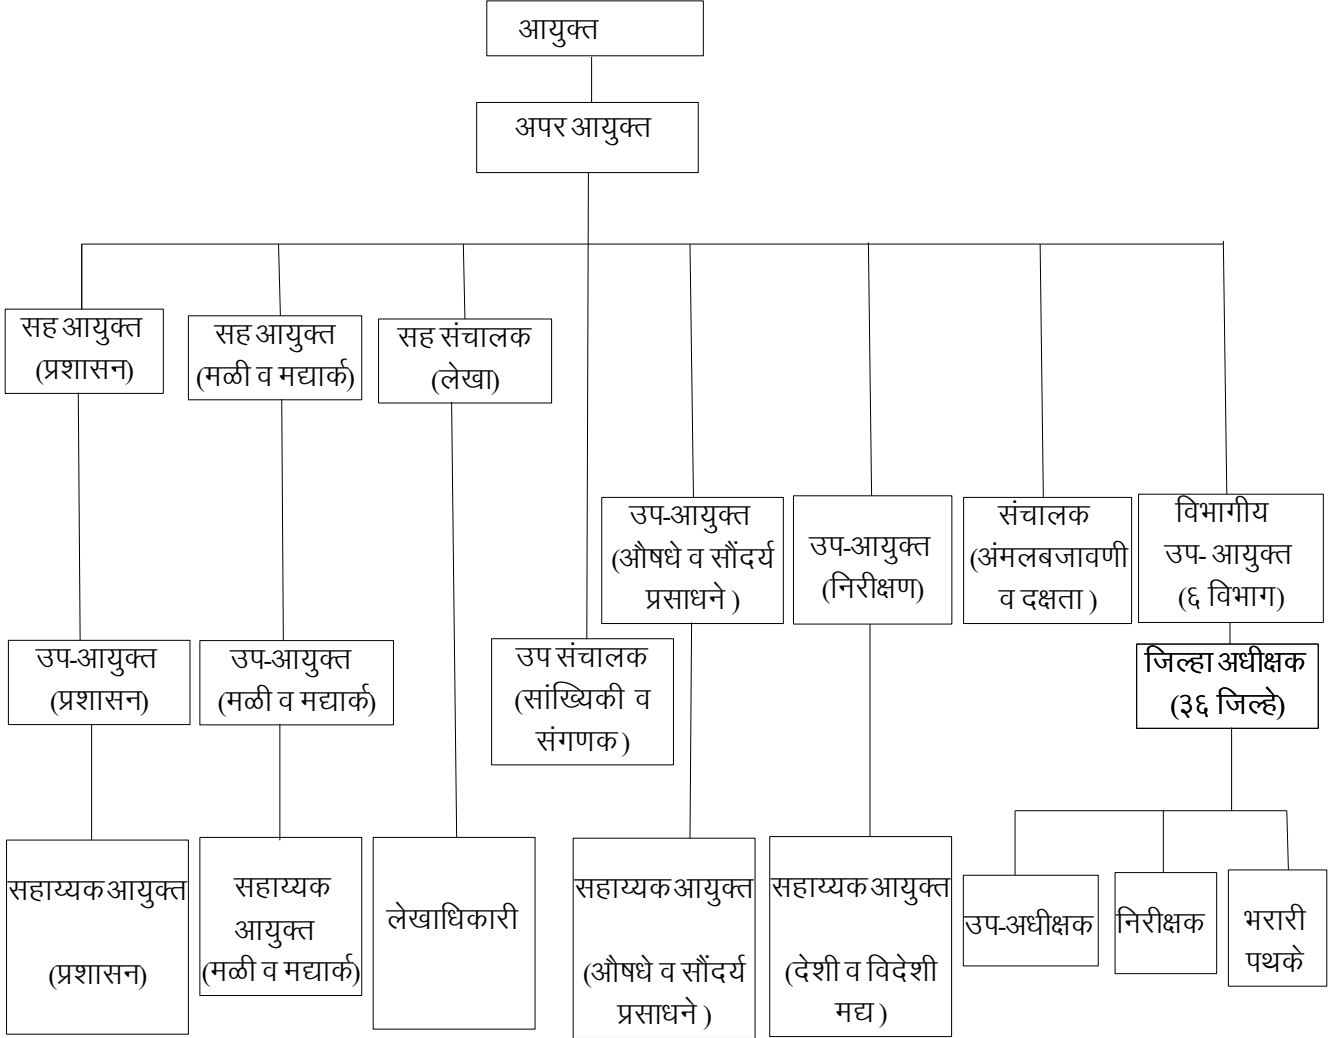 आयुक्त
अपर आयुक्त
सह आयुक्त
(प्रशासन)
सह आयुक्त
(मळी व मद्यार्क)
सह संचालक
(लेखा)
उप-आयुक्त
(औषधे व सौंदर्य
प्रसाधने )
उप-आयुक्त
(निरीक्षण)
संचालक
(अंमलबजावणी
व दक्षता )
विभागीय
उप- आयुक्त
(६ विभाग)
उप-आयुक्त
(प्रशासन)
उप-आयुक्त
(मळी व मद्यार्क)
उप संचालक
(सांख्यिकी व
संगणक )
जिल्हा अधीक्षक
(३६ जिल्हे)
सहाय्यक आयुक्त
(प्रशासन)
सहाय्यक
आयुक्त
(मळी व मद्यार्क)
लेखाधिकारी
सहाय्यक आयुक्त
(औषधे व सौंदर्य
प्रसाधने )
सहाय्यक आयुक्त
(देशी व विदेशी
मद्य )
उप-अधीक्षक
निरीक्षक
भरारी
पथके